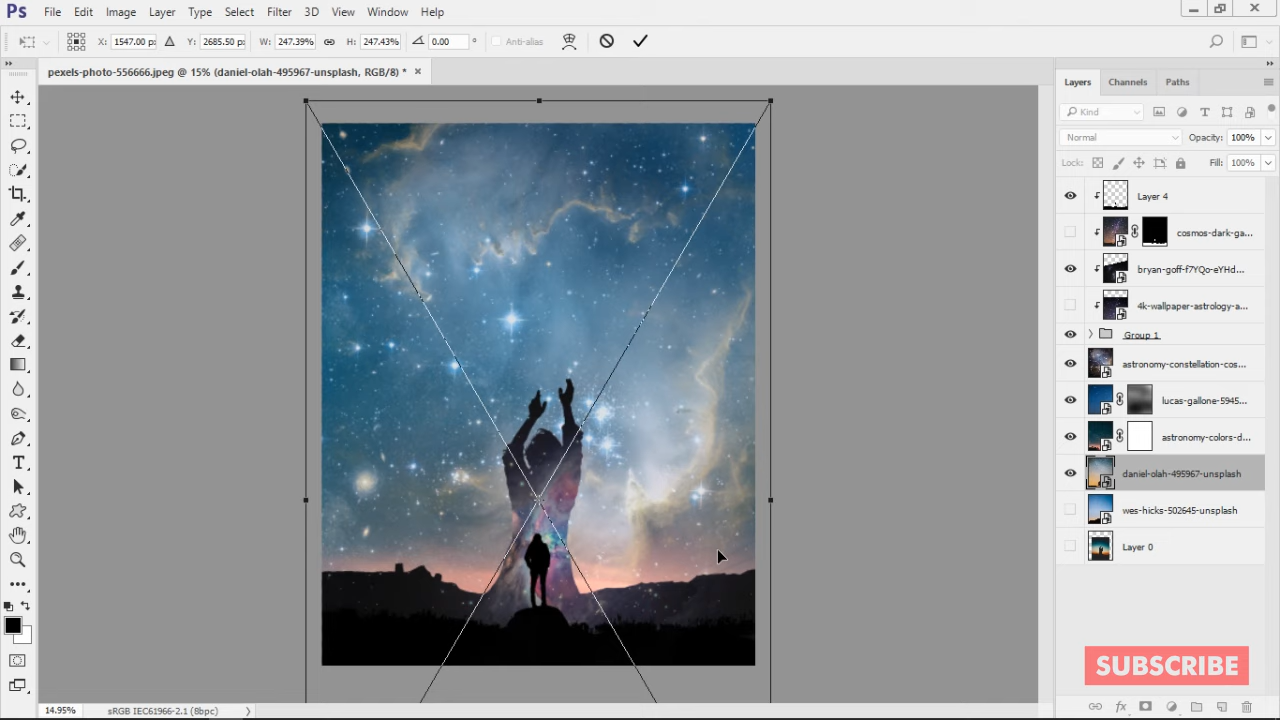 Ps File Edit Image Layer Type Select Filter 3D View Window Help
X: 1547.00 p: Y: 2685.50 p: W: 247.39% H: 247.43% 0.00 ° Anti-alias
pexels-photo-556666.jpeg @ 15% (daniel-olah-495967-unsplash, RGB/8) * ×
Layers Channels Paths
Kind
Normal Opacity: 100%
Lock: Fill: 100%
Layer 4
cosmos-dark-ga...
bryan-goff-f7YQo-eYHd...
4k-wallpaper-astrology-a...
Group 1
astronomy-constellation-cos...
lucas-gallone-5945...
astronomy-colors-d...
daniel-olah-495967-unsplash
wes-hicks-502645-unsplash
Layer 0
SUBSCRIBE
14.95% sRGB IEC61966-2.1 (8bpc)
fx